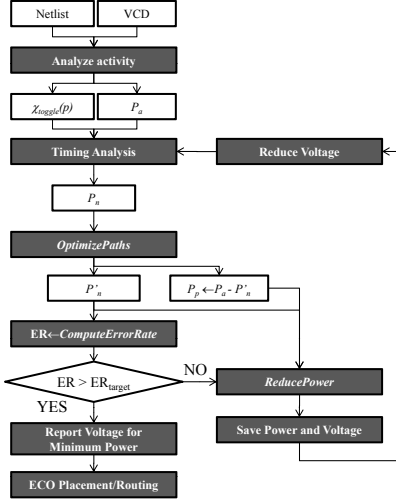 Netlist
VCD
Analyze activity
χtoggle(p)
Pa
Timing Analysis
Reduce Voltage
Pn
OptimizePaths
P'n
Pp ←Pa - P'n
ER←ComputeErrorRate
ER > ERtarget
NO
YES
ReducePower
Report Voltage for
Minimum Power
Save Power and Voltage
ECO Placement/Routing